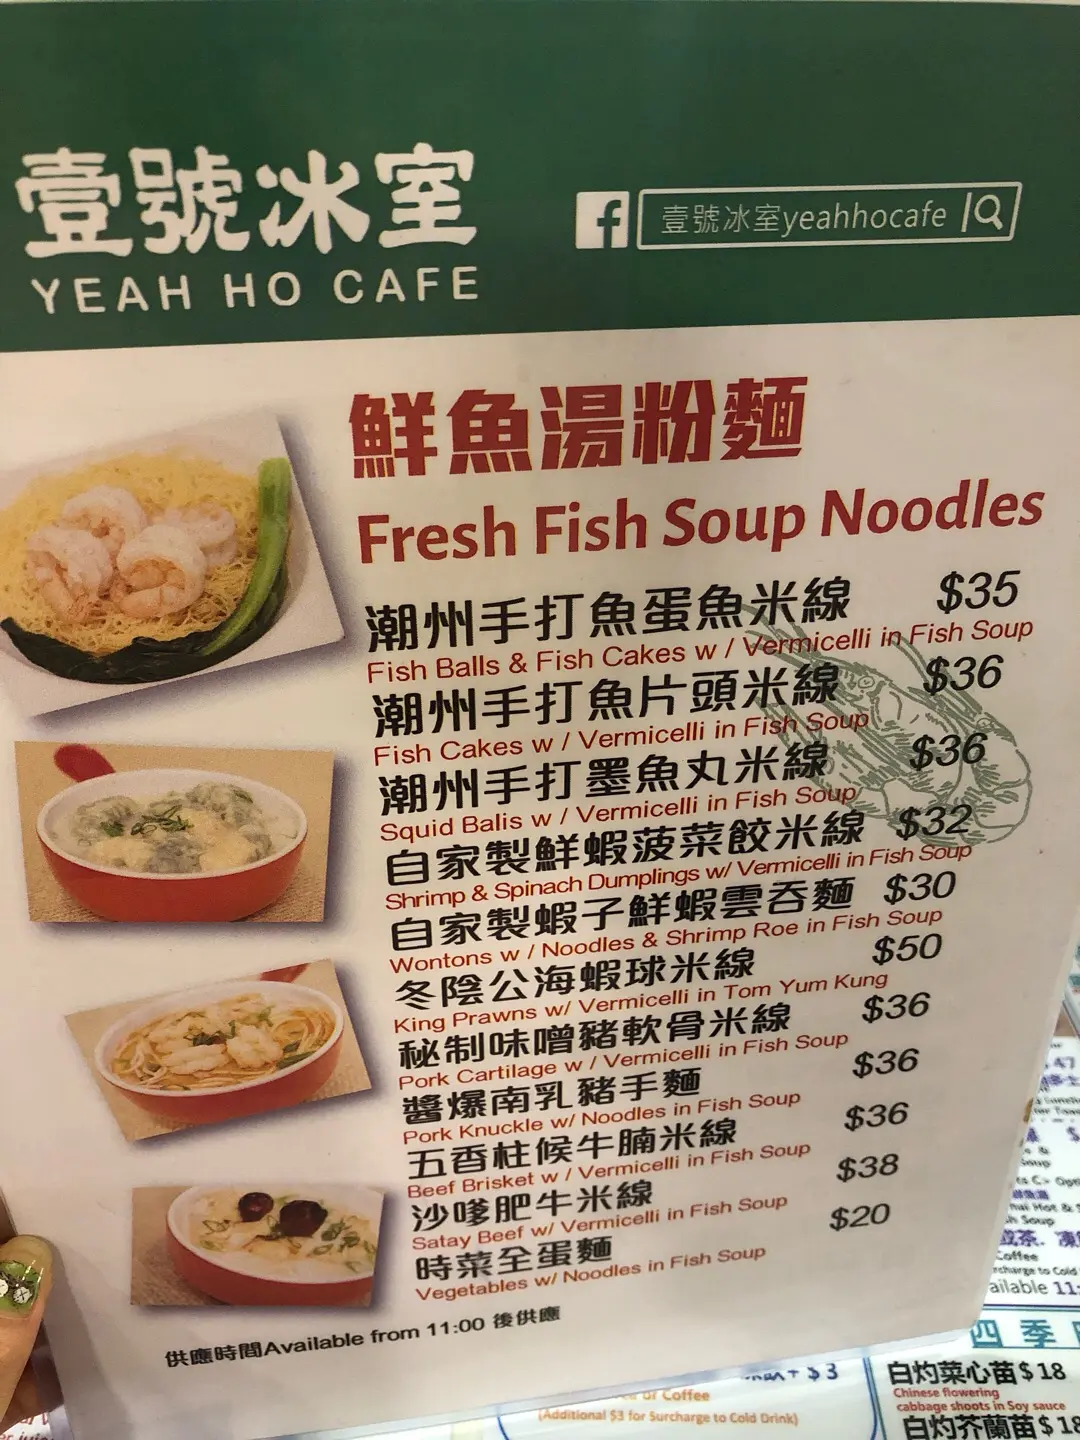 壹號冰室
YEAH HO CAFE
壹號冰室yeahhocafe
鮮魚湯粉麵
Fresh Fish Soup Noodles
潮州手打魚蛋魚米線 $35
Fish Balls & Fish Cakes w / Vermicelli in Fish Soup
潮州手打魚片頭米線 $36
Fish Cakes w / Vermicelli in Fish Soup
潮州手打墨魚丸米線 $36
Squid Balis w / Vermicelli in Fish Soup
自家製鮮蝦菠菜餃米線 $32
Shrimp & Spinach Dumplings w/ Vermicelli in Fish Soup
自家製蝦子鮮蝦雲吞麵 $30
Wontons w / Noodles & Shrimp Roe in Fish Soup
冬陰公海蝦球米線 $50
King Prawns w/ Vermicelli in Tom Yum Kung
秘制味噌豬軟骨米線 $36
Pork Cartilage w / Vermicelli in Fish Soup
醬爆南乳豬手麵 $36
Pork Knuckle w/ Noodles in Fish Soup
五香柱候牛腩米線 $36
Beef Brisket w / Vermicelli in Fish Soup
沙嗲肥牛米線 $38
Satay Beef w/ Vermicelli in Fish Soup
時菜全蛋麵 $20
Vegetables w/ Noodles in Fish Soup
供應時間Available from 11:00 後供應
+ $3
or Coffee
(Additional $3 for Surcharge to Cold Drink)
Soup
Coffee
四季
白灼菜心苗 $18
Chinese flowering
cabbage shoots in Soy sauce
白灼芥蘭苗 $18